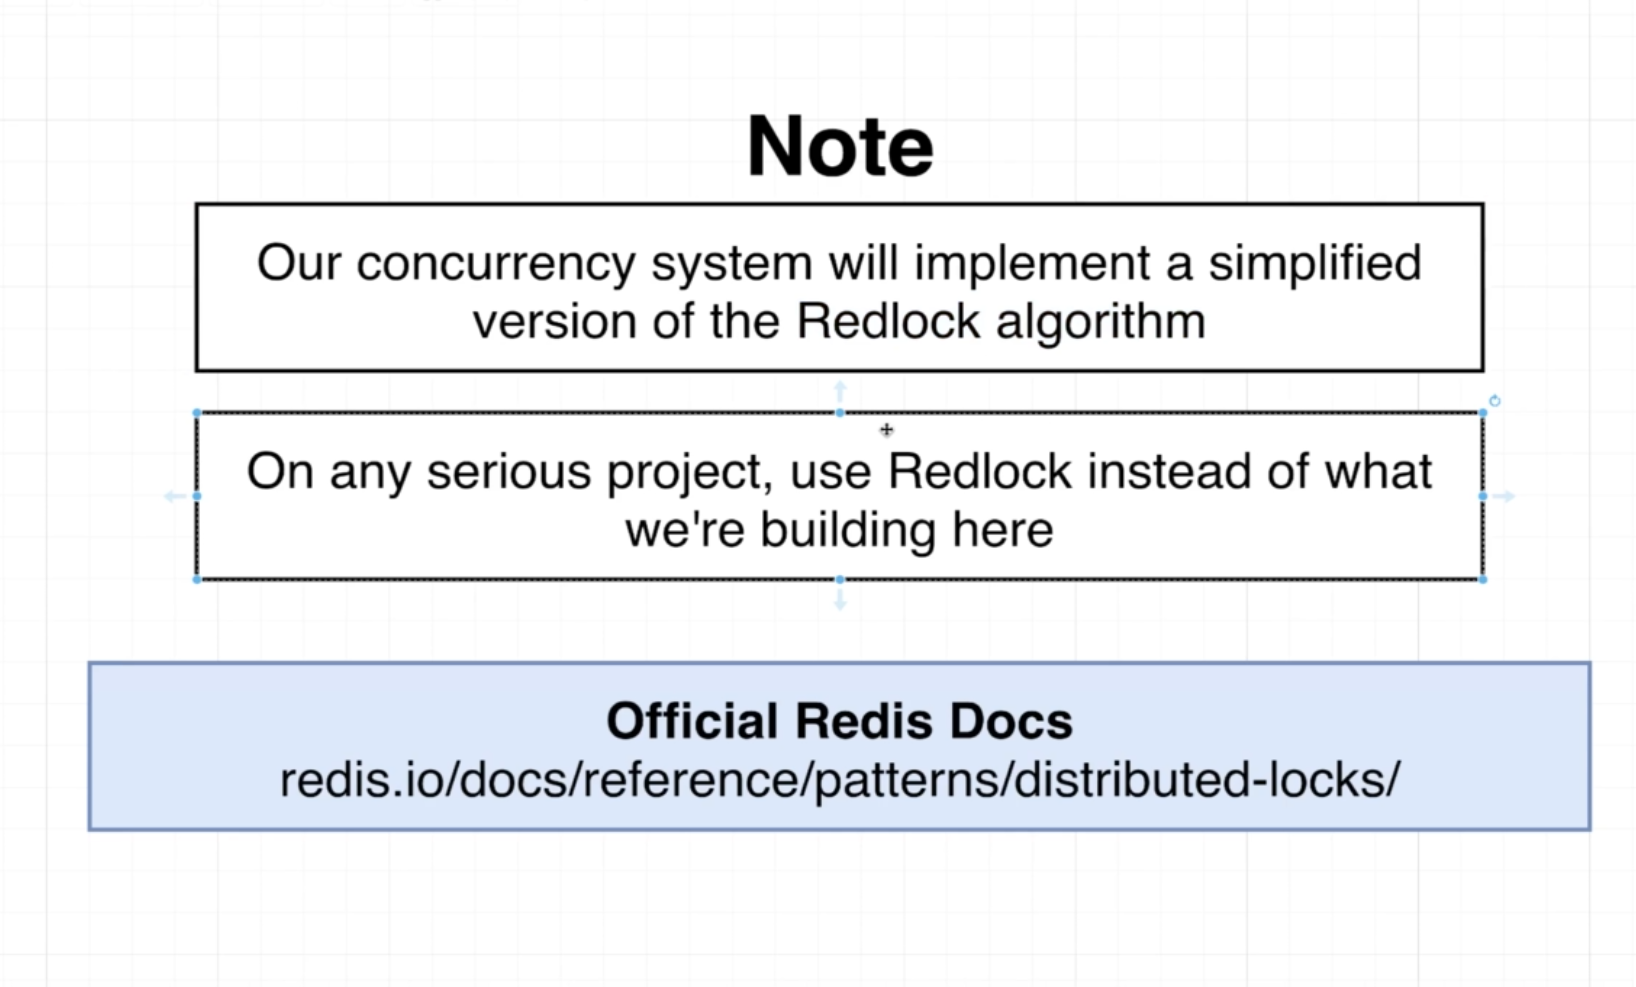 Note
Our concurrency system will implement a simplified
version of the Redlock algorithm
On any serious project, use Redlock instead of what
we're building here
Official Redis Docs
redis.io/docs/reference/patterns/distributed-locks/